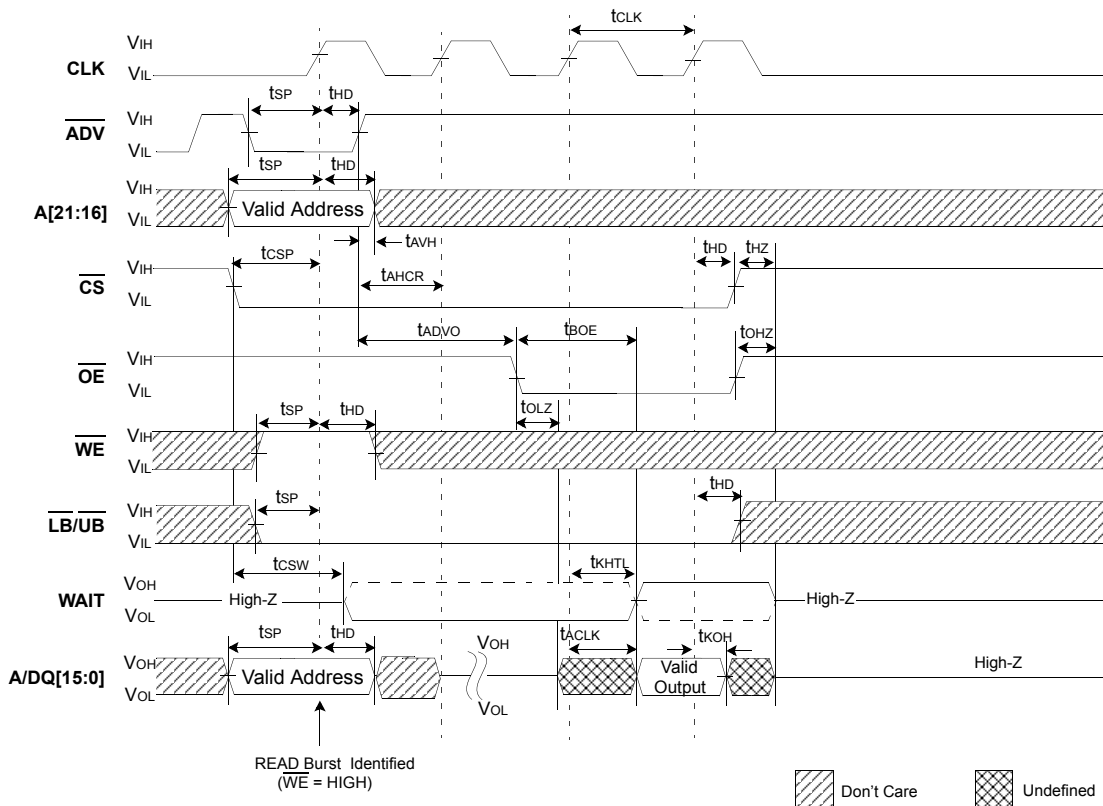 tCLK
VIH
CLK
VIL
tSP tHD
VIH
ADV
VIL
tSP tHD
VIH
A[21:16] Valid Address
VIL
tAVH
tCSP tHD tHZ
VIH
CS tAHCR
VIL
tADVO tBOE tOHZ
VIH
OE
VIL
tOLZ
tSP tHD
VIH
WE
VIL
tSP tHD
VIH
LB/UB
VIL
tCSW tKHTL
VOH
WAIT High-Z High-Z
VOL
tSP tHD VOH tACLK tKOH
VOH
A/DQ[15:0] Valid Address Valid Output High-Z
VOL
VOL
READ Burst Identified
(WE = HIGH)
Don't Care Undefined